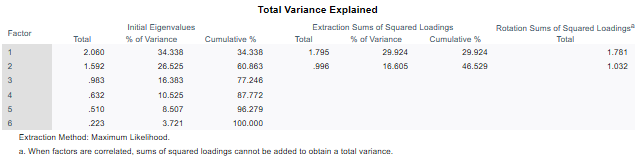 Total Variance Explained
Initial Eigenvalues Extraction Sums of Squared Loadings Rotation Sums of Squared Loadingsa
Factor Total % of Variance Cumulative % Total % of Variance Cumulative % Total
1 2.060 34.338 34.338 1.795 29.924 29.924 1.781
2 1.592 26.525 60.863 .996 16.605 46.529 1.032
3 .983 16.383 77.246
4 .632 10.525 87.772
5 .510 8.507 96.279
6 .223 3.721 100.000
Extraction Method: Maximum Likelihood.
a. When factors are correlated, sums of squared loadings cannot be added to obtain a total variance.